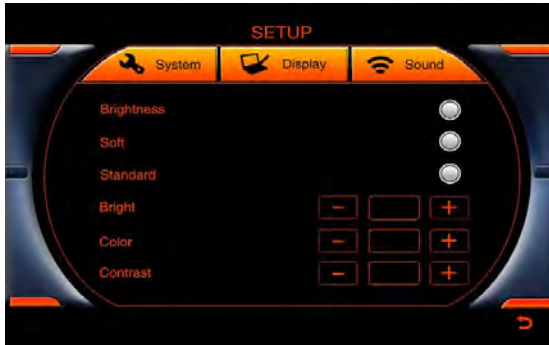 SETUP
System Display Sound
Brightness
Soft
Standard
Bright - +
Color - +
Contrast - +